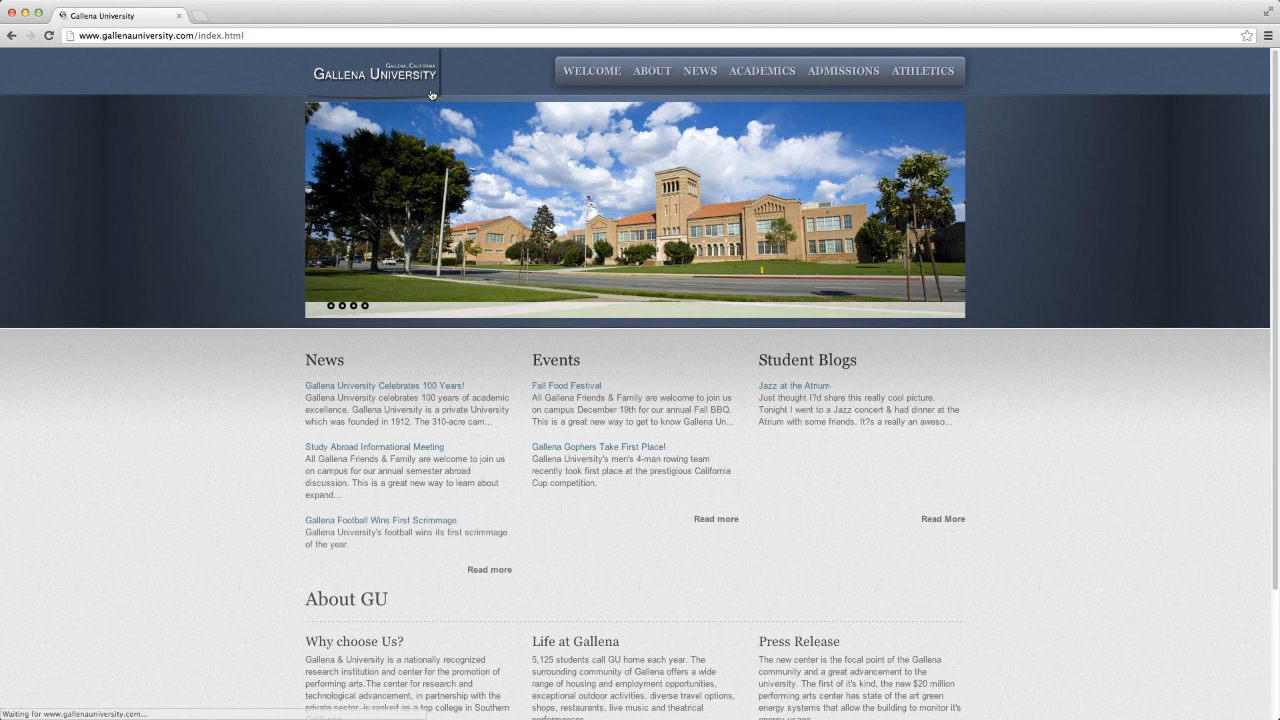 Gallena University
www.gallenauniversity.com/index.html
GALLENA, CALIFORNIA
GALLENA UNIVERSITY
WELCOME ABOUT NEWS ACADEMICS ADMISSIONS ATHLETICS
News
Gallena University Celebrates 100 Years!
Gallena University celebrates 100 years of academic
excellence. Gallena University is a private University
which was founded in 1912. The 310-acre cam...
Study Abroad Informational Meeting
All Gallena Friends & Family are welcome to join us
on campus for our annual semester abroad
discussion. This is a great new way to learn about
expand...
Gallena Football Wins First Scrimmage
Gallena University's football wins its first scrimmage
of the year.
Read more
Events
Fall Food Festival
All Gallena Friends & Family are welcome to join us
on campus December 19th for our annual Fall BBQ.
This is a great new way to get to know Gallena Un...
Gallena Gophers Take First Place!
Gallena University's men's 4-man rowing team
recently took first place at the prestigious California
Cup competition.
Read more
Student Blogs
Jazz at the Atrium
Just thought I?d share this really cool picture.
Tonight I went to a Jazz concert & had dinner at the
Atrium with some friends. It?s a really an aweso...
Read More
About GU
Why choose Us?
Gallena & University is a nationally recognized
research institution and center for the promotion of
performing arts.The center for research and
technological advancement, in partnership with the
private sector, is ranked as a top college in Southern
Life at Gallena
5,125 students call GU home each year. The
surrounding community of Gallena offers a wide
range of housing and employment opportunities,
exceptional outdoor activities, diverse travel options,
shops, restaurants, live music and theatrical
performances.
Press Release
The new center is the focal point of the Gallena
community and a great advancement to the
university. The first of it's kind, the new $20 million
performing arts center has state of the art green
energy systems that allow the building to monitor it's
energy usage.
Waiting for www.gallenauniversity.com...